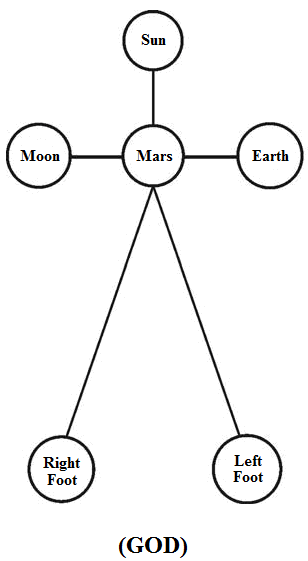 Sun
Moon
Mars
Earth
Right
Foot
Left
Foot
(GOD)